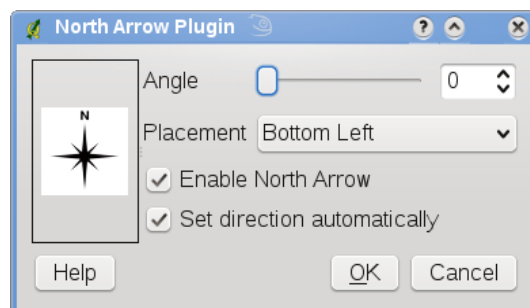 North Arrow Plugin
N
Angle 0
Placement Bottom Left
Enable North Arrow
Set direction automatically
Help OK Cancel